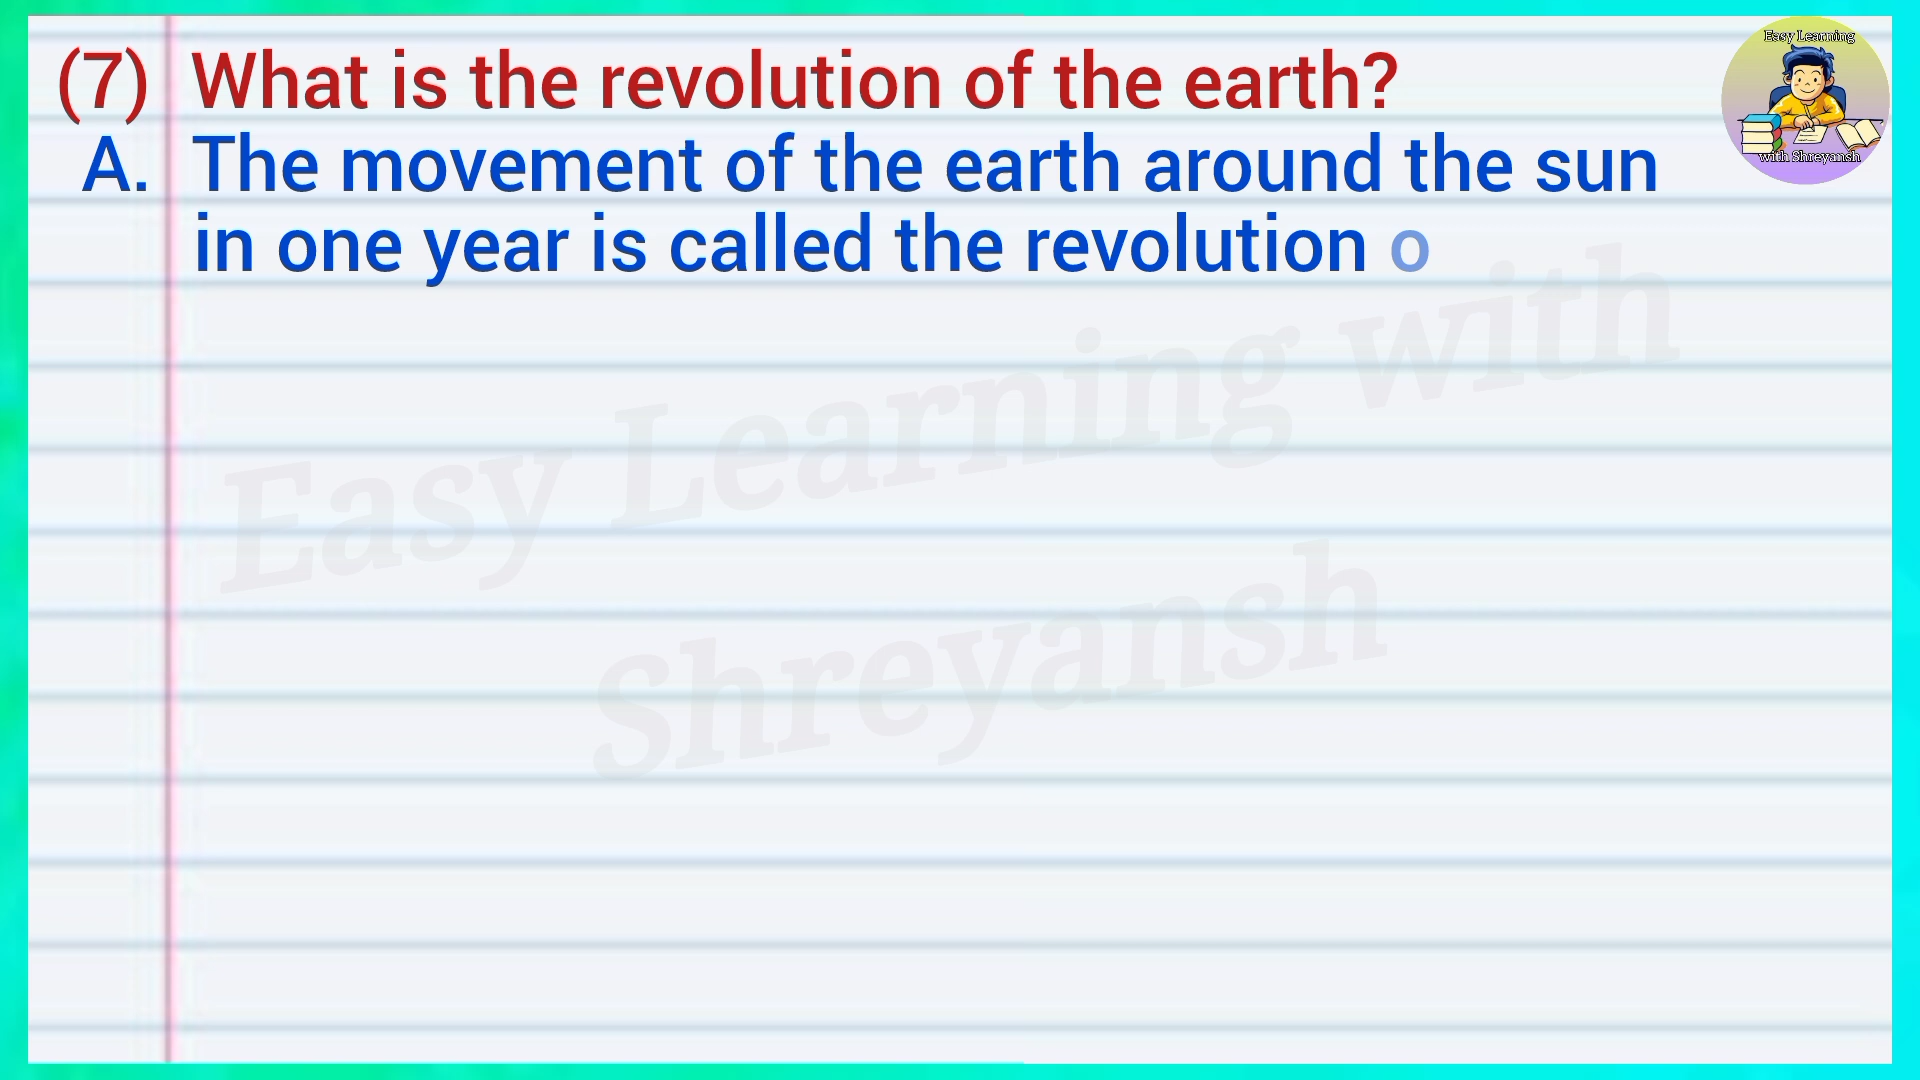 (7) What is the revolution of the earth?
A. The movement of the earth around the sun
in one year is called the revolution o
Easy Learning
with Shreyansh
Easy Learning with
Shreyansh